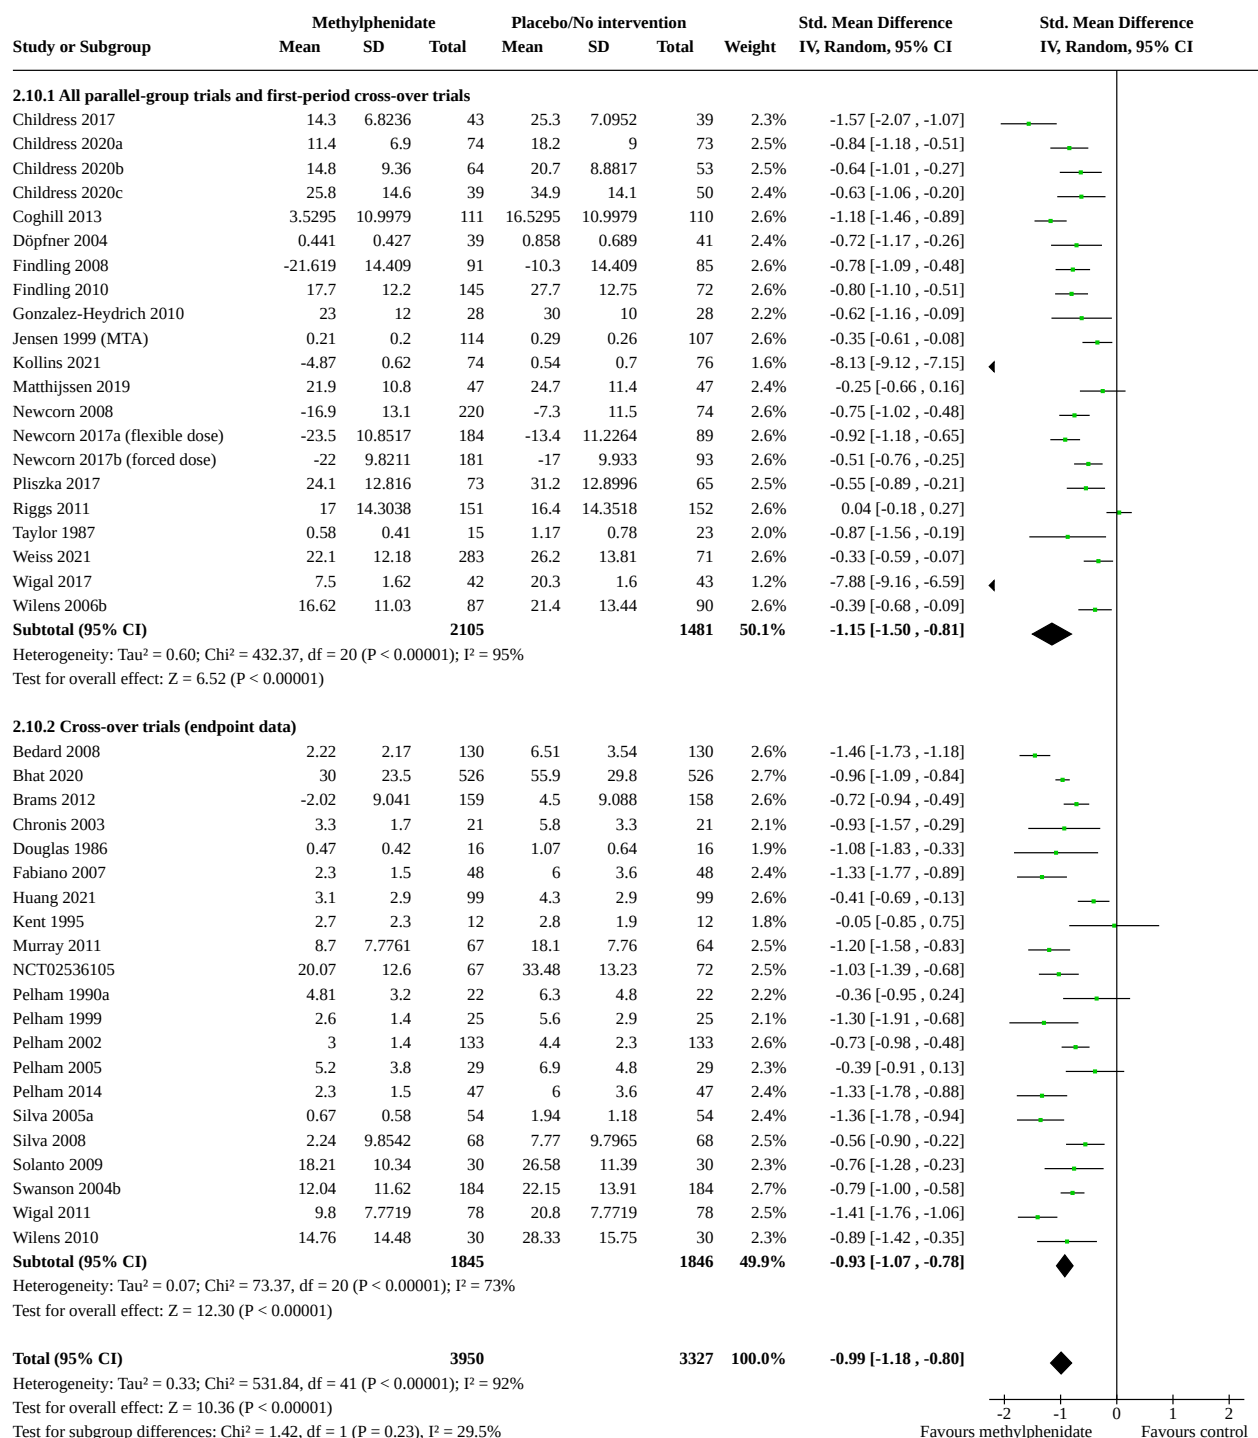 Methylphenidate Placebo/No intervention Std. Mean Difference Std. Mean Difference
Study or Subgroup Mean SD Total Mean SD Total Weight IV, Random, 95% CI IV, Random, 95% CI
2.10.1 All parallel-group trials and first-period cross-over trials
Childress 2017 14.3 6.8236 43 25.3 7.0952 39 2.3% -1.57 [-2.07 , -1.07]
Childress 2020a 11.4 6.9 74 18.2 9 73 2.5% -0.84 [-1.18 , -0.51]
Childress 2020b 14.8 9.36 64 20.7 8.8817 53 2.5% -0.64 [-1.01 , -0.27]
Childress 2020c 25.8 14.6 39 34.9 14.1 50 2.4% -0.63 [-1.06 , -0.20]
Coghill 2013 3.5295 10.9979 111 16.5295 10.9979 110 2.6% -1.18 [-1.46 , -0.89]
Döpfner 2004 0.441 0.427 39 0.858 0.689 41 2.4% -0.72 [-1.17 , -0.26]
Findling 2008 -21.619 14.409 91 -10.3 14.409 85 2.6% -0.78 [-1.09 , -0.48]
Findling 2010 17.7 12.2 145 27.7 12.75 72 2.6% -0.80 [-1.10 , -0.51]
Gonzalez-Heydrich 2010 23 12 28 30 10 28 2.2% -0.62 [-1.16 , -0.09]
Jensen 1999 (MTA) 0.21 0.2 114 0.29 0.26 107 2.6% -0.35 [-0.61 , -0.08]
Kollins 2021 -4.87 0.62 74 0.54 0.7 76 1.6% -8.13 [-9.12 , -7.15]
Matthijssen 2019 21.9 10.8 47 24.7 11.4 47 2.4% -0.25 [-0.66 , 0.16]
Newcorn 2008 -16.9 13.1 220 -7.3 11.5 74 2.6% -0.75 [-1.02 , -0.48]
Newcorn 2017a (flexible dose) -23.5 10.8517 184 -13.4 11.2264 89 2.6% -0.92 [-1.18 , -0.65]
Newcorn 2017b (forced dose) -22 9.8211 181 -17 9.933 93 2.6% -0.51 [-0.76 , -0.25]
Pliszka 2017 24.1 12.816 73 31.2 12.8996 65 2.5% -0.55 [-0.89 , -0.21]
Riggs 2011 17 14.3038 151 16.4 14.3518 152 2.6% 0.04 [-0.18 , 0.27]
Taylor 1987 0.58 0.41 15 1.17 0.78 23 2.0% -0.87 [-1.56 , -0.19]
Weiss 2021 22.1 12.18 283 26.2 13.81 71 2.6% -0.33 [-0.59 , -0.07]
Wigal 2017 7.5 1.62 42 20.3 1.6 43 1.2% -7.88 [-9.16 , -6.59]
Wilens 2006b 16.62 11.03 87 21.4 13.44 90 2.6% -0.39 [-0.68 , -0.09]
Subtotal (95% CI) 2105 1481 50.1% -1.15 [-1.50 , -0.81]
Heterogeneity: Tau² = 0.60; Chi² = 432.37, df = 20 (P < 0.00001); I² = 95%
Test for overall effect: Z = 6.52 (P < 0.00001)
2.10.2 Cross-over trials (endpoint data)
Bedard 2008 2.22 2.17 130 6.51 3.54 130 2.6% -1.46 [-1.73 , -1.18]
Bhat 2020 30 23.5 526 55.9 29.8 526 2.7% -0.96 [-1.09 , -0.84]
Brams 2012 -2.02 9.041 159 4.5 9.088 158 2.6% -0.72 [-0.94 , -0.49]
Chronis 2003 3.3 1.7 21 5.8 3.3 21 2.1% -0.93 [-1.57 , -0.29]
Douglas 1986 0.47 0.42 16 1.07 0.64 16 1.9% -1.08 [-1.83 , -0.33]
Fabiano 2007 2.3 1.5 48 6 3.6 48 2.4% -1.33 [-1.77 , -0.89]
Huang 2021 3.1 2.9 99 4.3 2.9 99 2.6% -0.41 [-0.69 , -0.13]
Kent 1995 2.7 2.3 12 2.8 1.9 12 1.8% -0.05 [-0.85 , 0.75]
Murray 2011 8.7 7.7761 67 18.1 7.76 64 2.5% -1.20 [-1.58 , -0.83]
NCT02536105 20.07 12.6 67 33.48 13.23 72 2.5% -1.03 [-1.39 , -0.68]
Pelham 1990a 4.81 3.2 22 6.3 4.8 22 2.2% -0.36 [-0.95 , 0.24]
Pelham 1999 2.6 1.4 25 5.6 2.9 25 2.1% -1.30 [-1.91 , -0.68]
Pelham 2002 3 1.4 133 4.4 2.3 133 2.6% -0.73 [-0.98 , -0.48]
Pelham 2005 5.2 3.8 29 6.9 4.8 29 2.3% -0.39 [-0.91 , 0.13]
Pelham 2014 2.3 1.5 47 6 3.6 47 2.4% -1.33 [-1.78 , -0.88]
Silva 2005a 0.67 0.58 54 1.94 1.18 54 2.4% -1.36 [-1.78 , -0.94]
Silva 2008 2.24 9.8542 68 7.77 9.7965 68 2.5% -0.56 [-0.90 , -0.22]
Solanto 2009 18.21 10.34 30 26.58 11.39 30 2.3% -0.76 [-1.28 , -0.23]
Swanson 2004b 12.04 11.62 184 22.15 13.91 184 2.7% -0.79 [-1.00 , -0.58]
Wigal 2011 9.8 7.7719 78 20.8 7.7719 78 2.5% -1.41 [-1.76 , -1.06]
Wilens 2010 14.76 14.48 30 28.33 15.75 30 2.3% -0.89 [-1.42 , -0.35]
Subtotal (95% CI) 1845 1846 49.9% -0.93 [-1.07 , -0.78]
Heterogeneity: Tau² = 0.07; Chi² = 73.37, df = 20 (P < 0.00001); I² = 73%
Test for overall effect: Z = 12.30 (P < 0.00001)
Total (95% CI) 3950 3327 100.0% -0.99 [-1.18 , -0.80]
Heterogeneity: Tau² = 0.33; Chi² = 531.84, df = 41 (P < 0.00001); I² = 92%
Test for overall effect: Z = 10.36 (P < 0.00001) -2 -1 0 1 2
Test for subgroup differences: Chi² = 1.42, df = 1 (P = 0.23), I² = 29.5% Favours methylphenidate Favours control